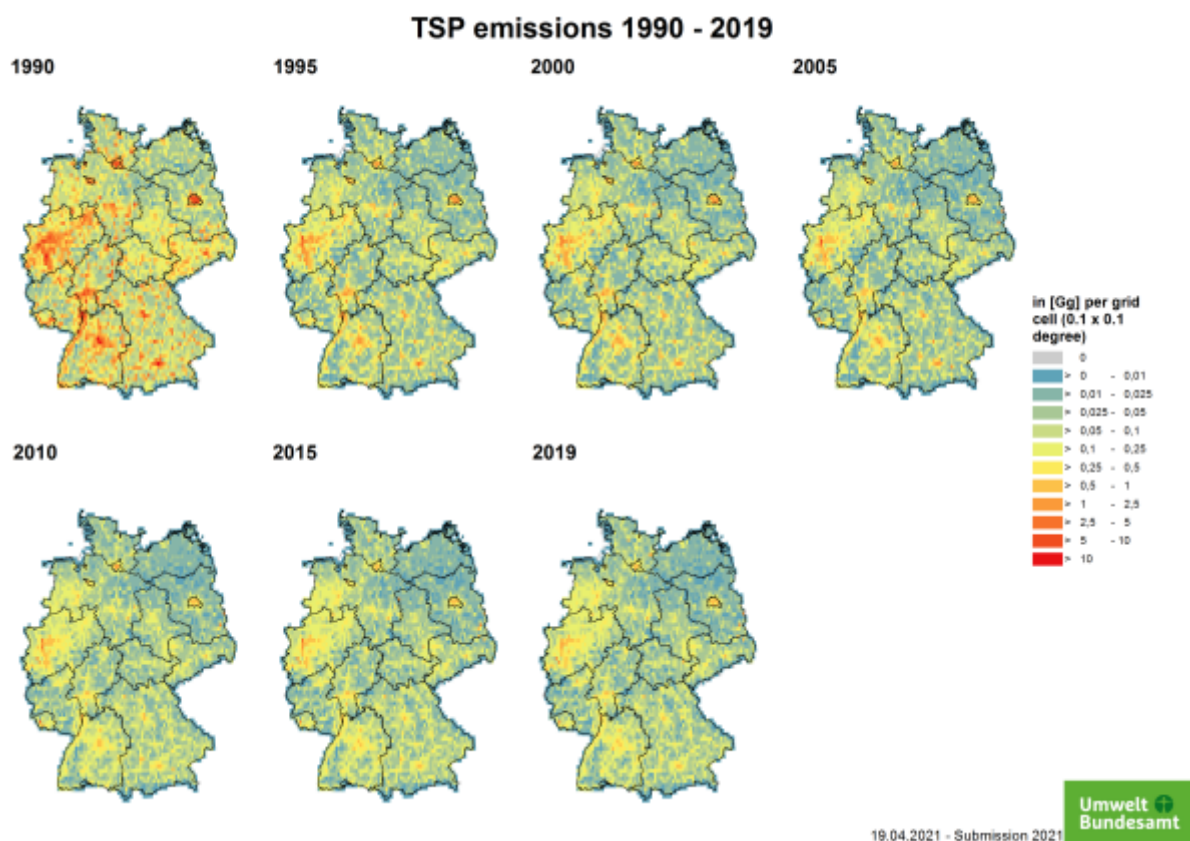 TSP emissions 1990 - 2019
1990
1995
2000
2005
in [Gg] per grid
cell (0.1 x 0.1
degree)
0
> 0 - 0,01
> 0,01 - 0,025
> 0,025 - 0,05
> 0,05 - 0,1
> 0,1 - 0,25
> 0,25 - 0,5
> 0,5 - 1
> 1 - 2,5
> 2,5 - 5
> 5 - 10
> 10
2010
2015
2019
Umwelt
Bundesamt
19.04.2021 - Submission 2021